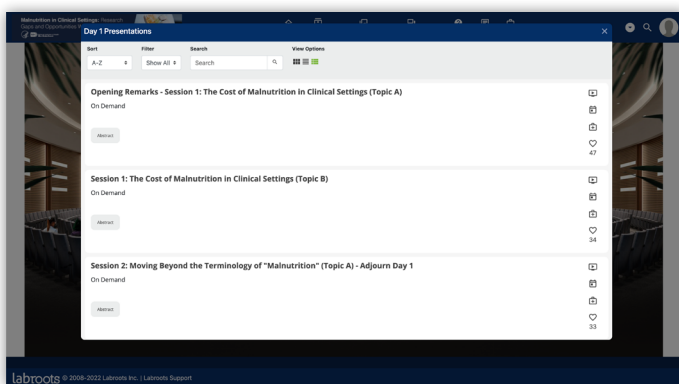 Malnutrition in Clinical Settings: Research
Gaps and Opportunities
Day 1 Presentations
Sort
Filter
Search
View Options
A-Z
Show All
Search
Opening Remarks - Session 1: The Cost of Malnutrition in Clinical Settings (Topic A)
On Demand
Abstract
47
Session 1: The Cost of Malnutrition in Clinical Settings (Topic B)
On Demand
Abstract
34
Session 2: Moving Beyond the Terminology of "Malnutrition" (Topic A) - Adjourn Day 1
On Demand
Abstract
33
Labroots © 2008-2022 Labroots Inc. | Labroots Support